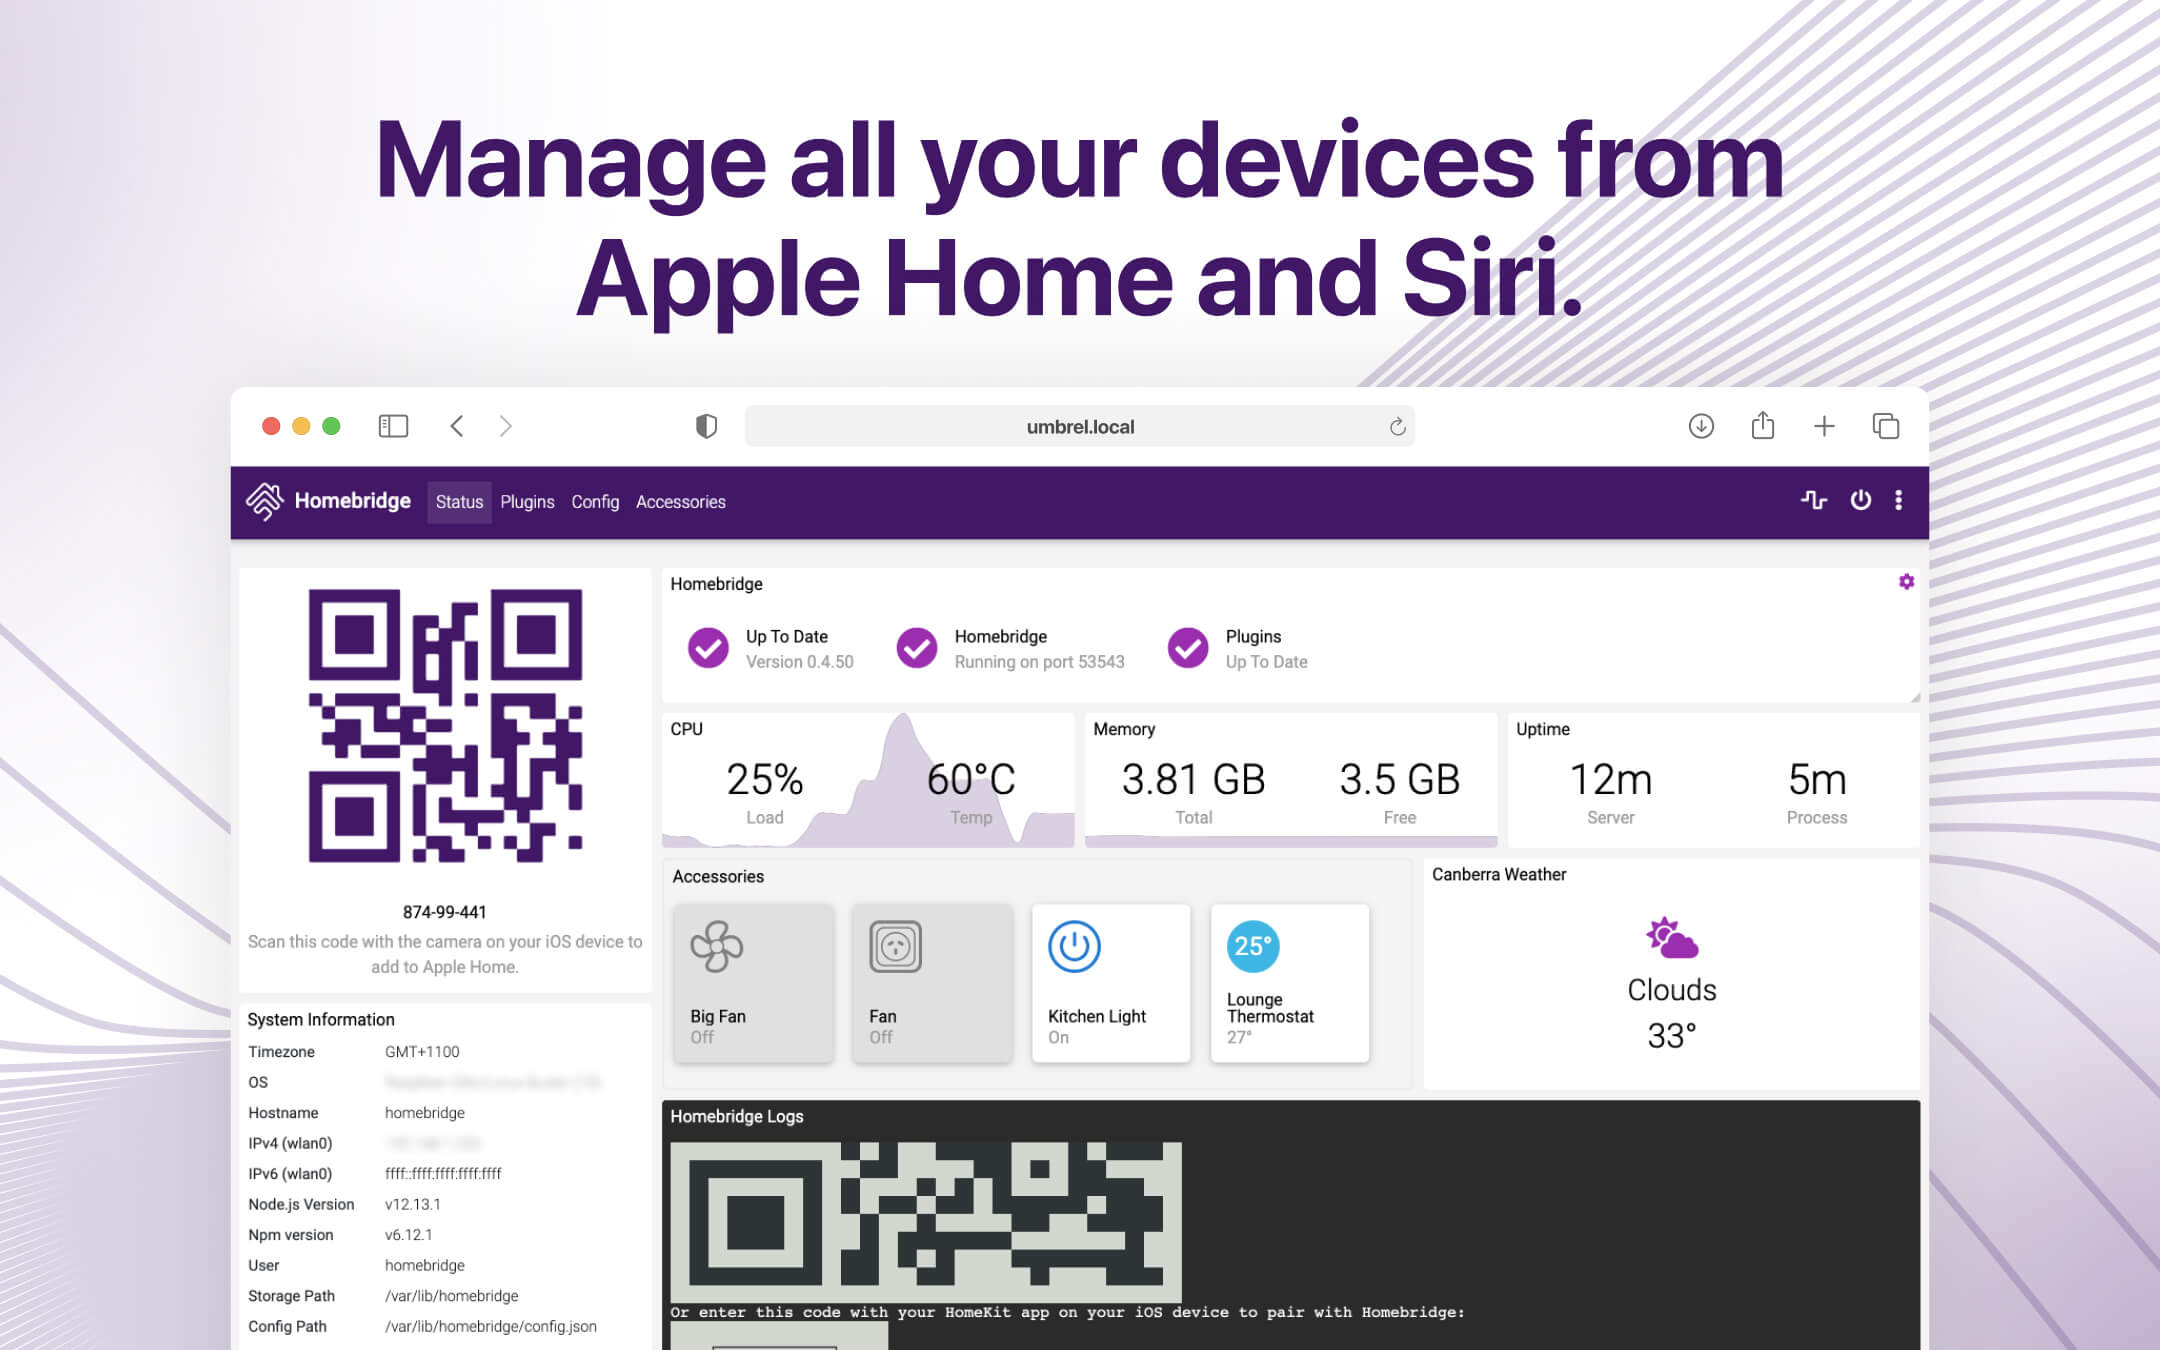 Manage all your devices from
Apple Home and Siri.
umbrel.local
Homebridge Status Plugins Config Accessories
874-99-441
Scan this code with the camera on your iOS device to
add to Apple Home.
System Information
Timezone GMT+1100
OS
Hostname homebridge
IPv4 (wlan0)
IPv6 (wlan0) ffff::ffff:ffff:ffff:ffff
Node.js Version v12.13.1
Npm version v6.12.1
User homebridge
Storage Path /var/lib/homebridge
Config Path /var/lib/homebridge/config.json
Homebridge
Up To Date
Version 0.4.50
Homebridge
Running on port 53543
Plugins
Up To Date
CPU
25% 60°C
Load Temp
Memory
3.81 GB 3.5 GB
Total Free
Uptime
12m 5m
Server Process
Accessories
Big Fan
Off
Fan
Off
Kitchen Light
On
25°
Lounge
Thermostat
27°
Canberra Weather
Clouds
33°
Homebridge Logs
Or enter this code with your HomeKit app on your iOS device to pair with Homebridge: